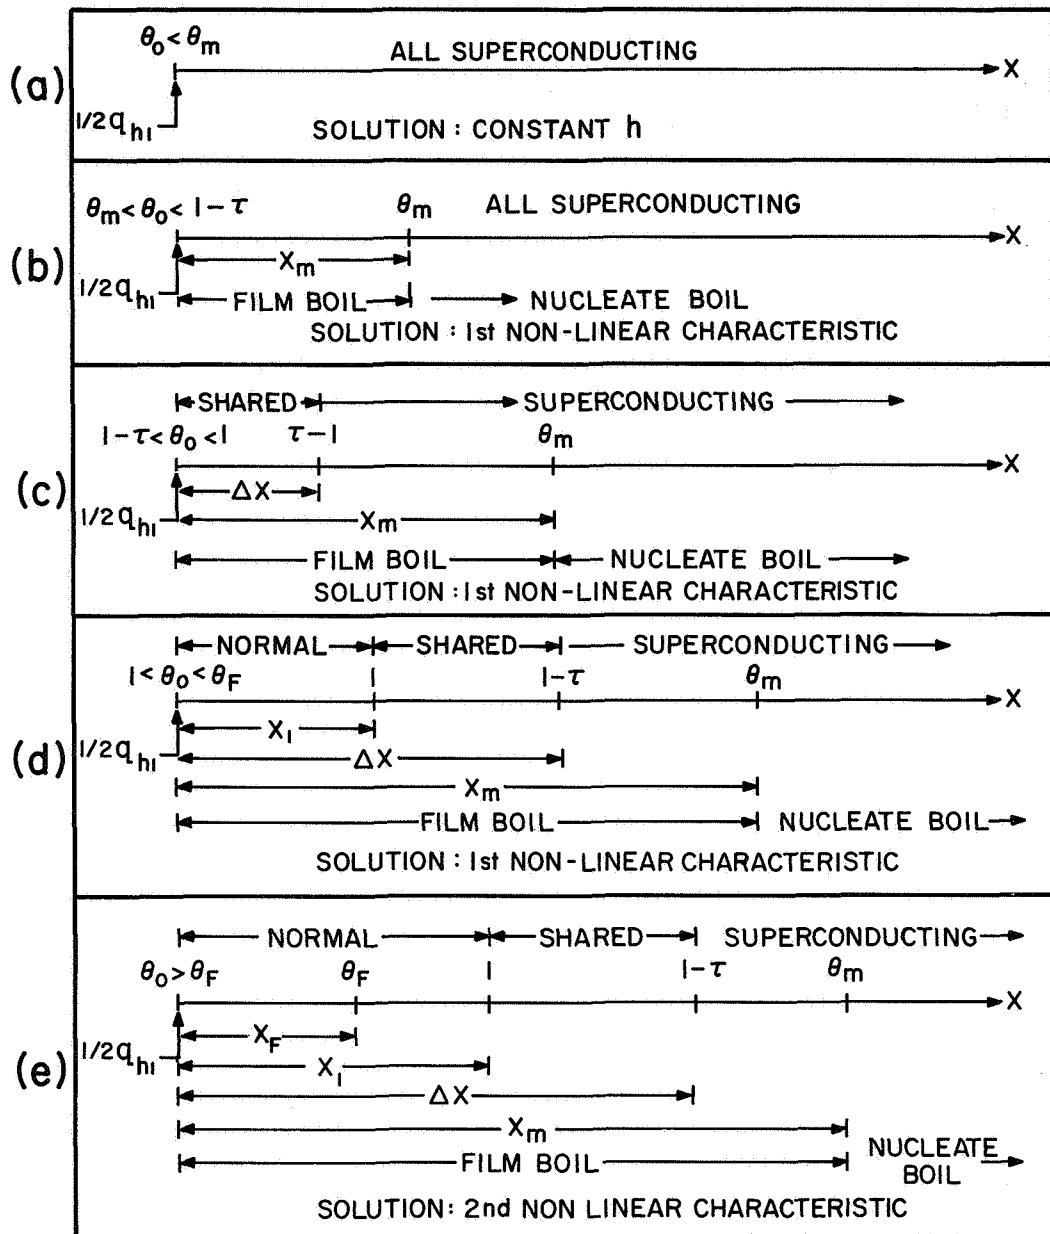 (a)
θo < θm
ALL SUPERCONDUCTING
X
1/2 qh1
SOLUTION : CONSTANT h
(b)
θm < θo < 1-τ
θm
ALL SUPERCONDUCTING
X
Xm
1/2 qh1
FILM BOIL
NUCLEATE BOIL
SOLUTION : 1st NON-LINEAR CHARACTERISTIC
(c)
SHARED
SUPERCONDUCTING
1-τ < θo < 1
τ-1
θm
X
ΔX
1/2 qh1
Xm
FILM BOIL
NUCLEATE BOIL
SOLUTION : 1st NON-LINEAR CHARACTERISTIC
(d)
NORMAL
SHARED
SUPERCONDUCTING
1 < θo < θF
1
1-τ
θm
X
X1
1/2 qh1
ΔX
Xm
FILM BOIL
NUCLEATE BOIL
SOLUTION : 1st NON-LINEAR CHARACTERISTIC
(e)
NORMAL
SHARED
SUPERCONDUCTING
θo > θF
θF
1
1-τ
θm
X
XF
1/2 qh1
X1
ΔX
Xm
FILM BOIL
NUCLEATE
BOIL
SOLUTION: 2nd NON LINEAR CHARACTERISTIC